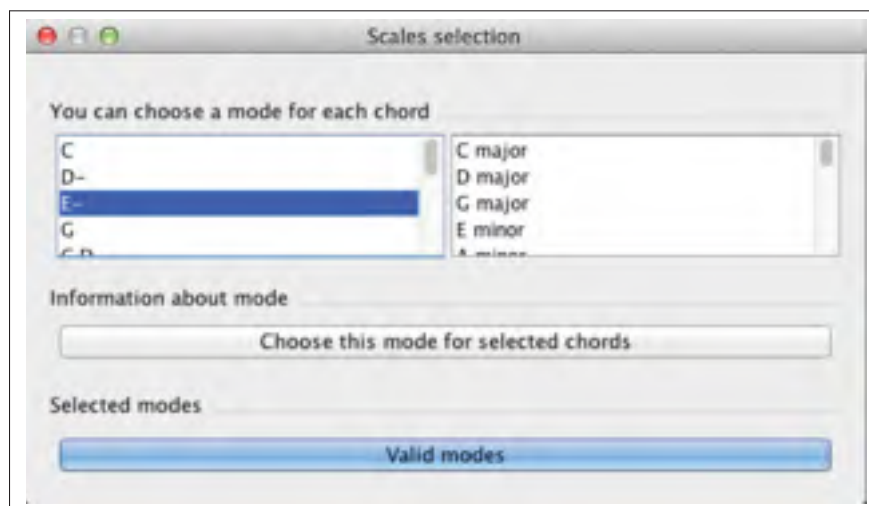 Scales selection
You can choose a mode for each chord
C
D-
E-
G
C major
D major
G major
E minor
A minor
Information about mode
Choose this mode for selected chords
Selected modes
Valid modes